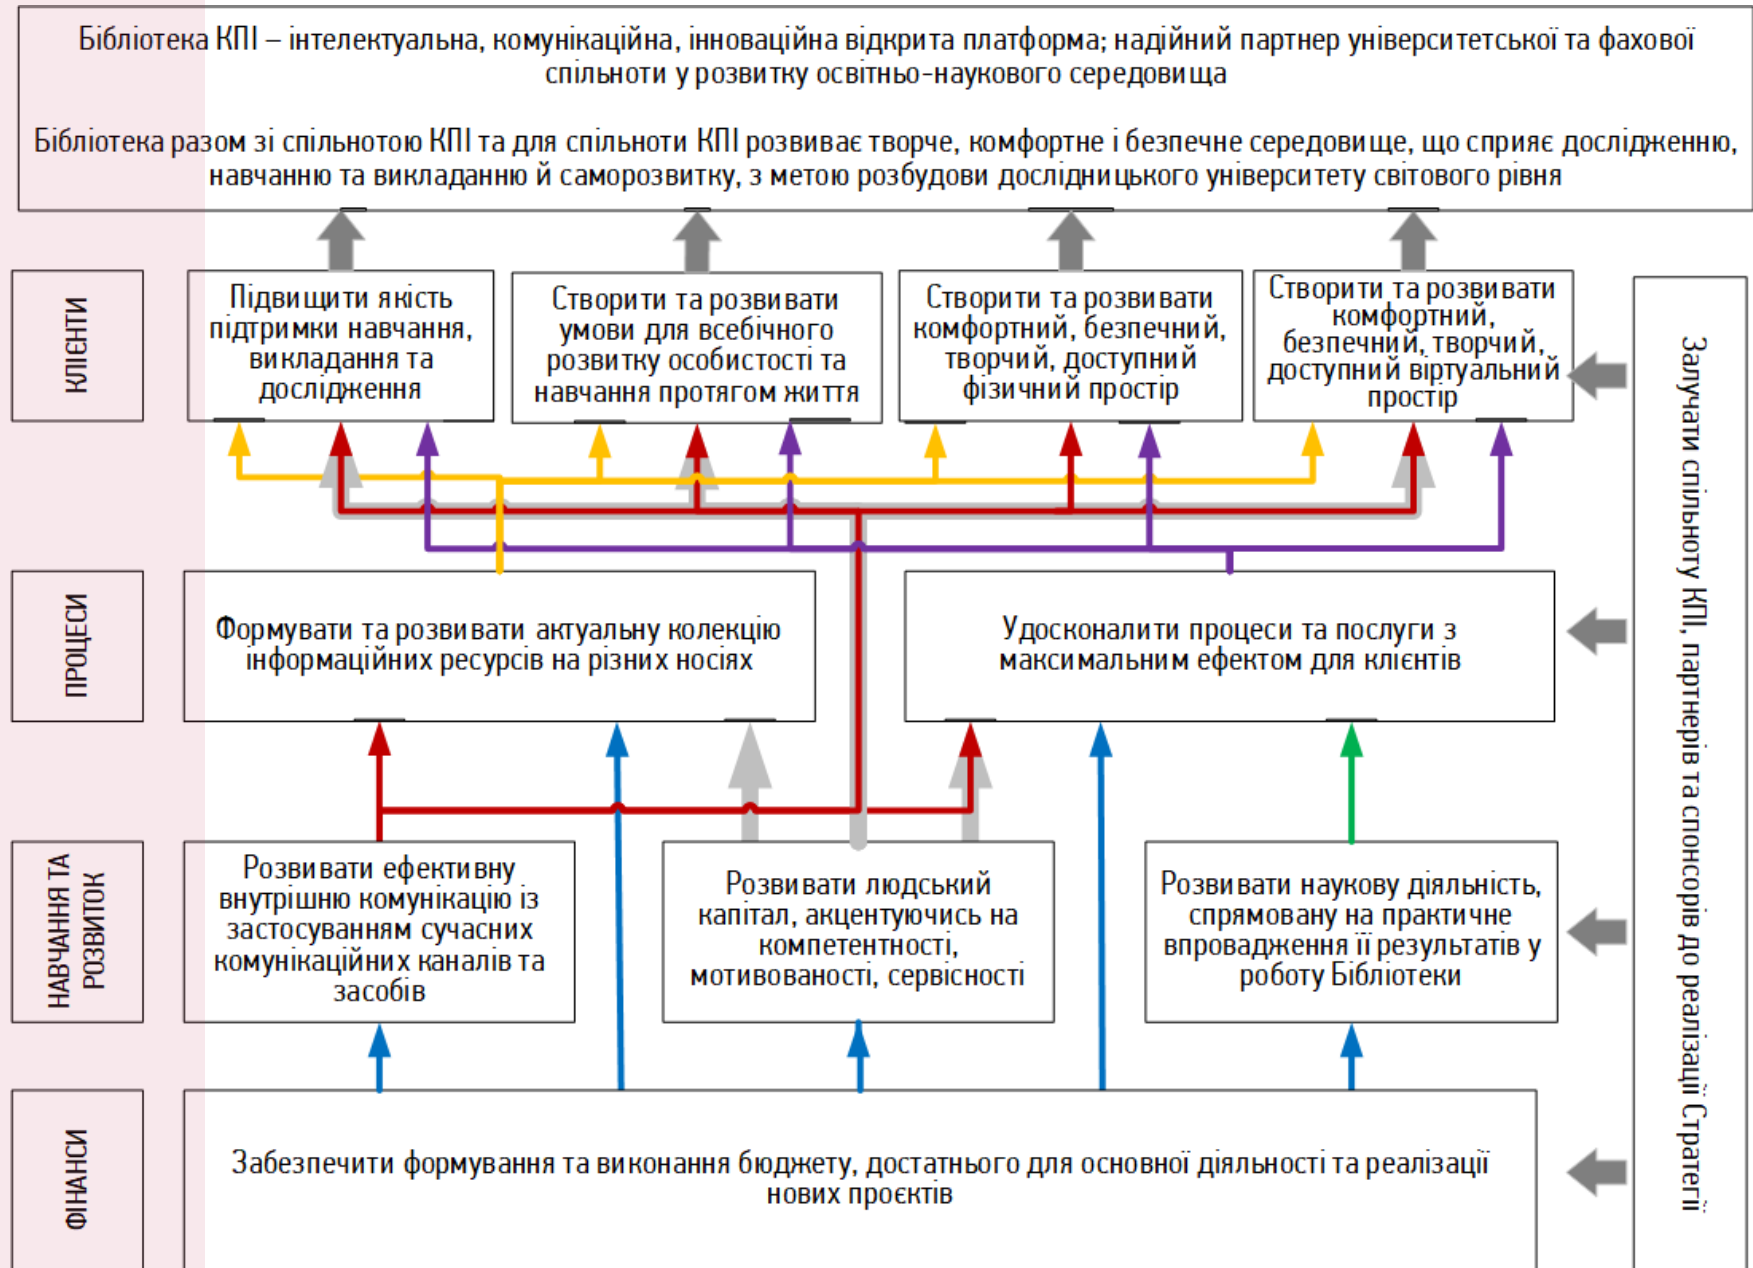 Бібліотека КПІ – інтелектуальна, комунікаційна, інноваційна відкрита платформа; надійний партнер університетської та фахової
спільноти у розвитку освітньо-наукового середовища
Бібліотека разом зі спільнотою КПІ та для спільноти КПІ розвиває творче, комфортне і безпечне середовище, що сприяє дослідженню,
навчанню та викладанню й саморозвитку, з метою розбудови дослідницького університету світового рівня
КЛІЄНТИ
Підвищити якість
підтримки навчання,
викладання та
дослідження
Створити та розвивати
умови для всебічного
розвитку особистості та
навчання протягом життя
Створити та розвивати
комфортний, безпечний,
творчий, доступний
фізичний простір
Створити та розвивати
комфортний,
безпечний, творчий,
доступний віртуальний
простір
Залучати спільноту КПІ, партнерів та спонсорів до реалізації Стратегії
ПРОЦЕСИ
Формувати та розвивати актуальну колекцію
інформаційних ресурсів на різних носіях
Удосконалити процеси та послуги з
максимальним ефектом для клієнтів
НАВЧАННЯ ТА
РОЗВИТОК
Розвивати ефективну
внутрішню комунікацію із
застосуванням сучасних
комунікаційних каналів та
засобів
Розвивати людський
капітал, акцентуючись на
компетентності,
мотивованості, сервісності
Розвивати наукову діяльність,
спрямовану на практичне
впровадження її результатів у
роботу Бібліотеки
ФІНАНСИ
Забезпечити формування та виконання бюджету, достатнього для основної діяльності та реалізації
нових проєктів